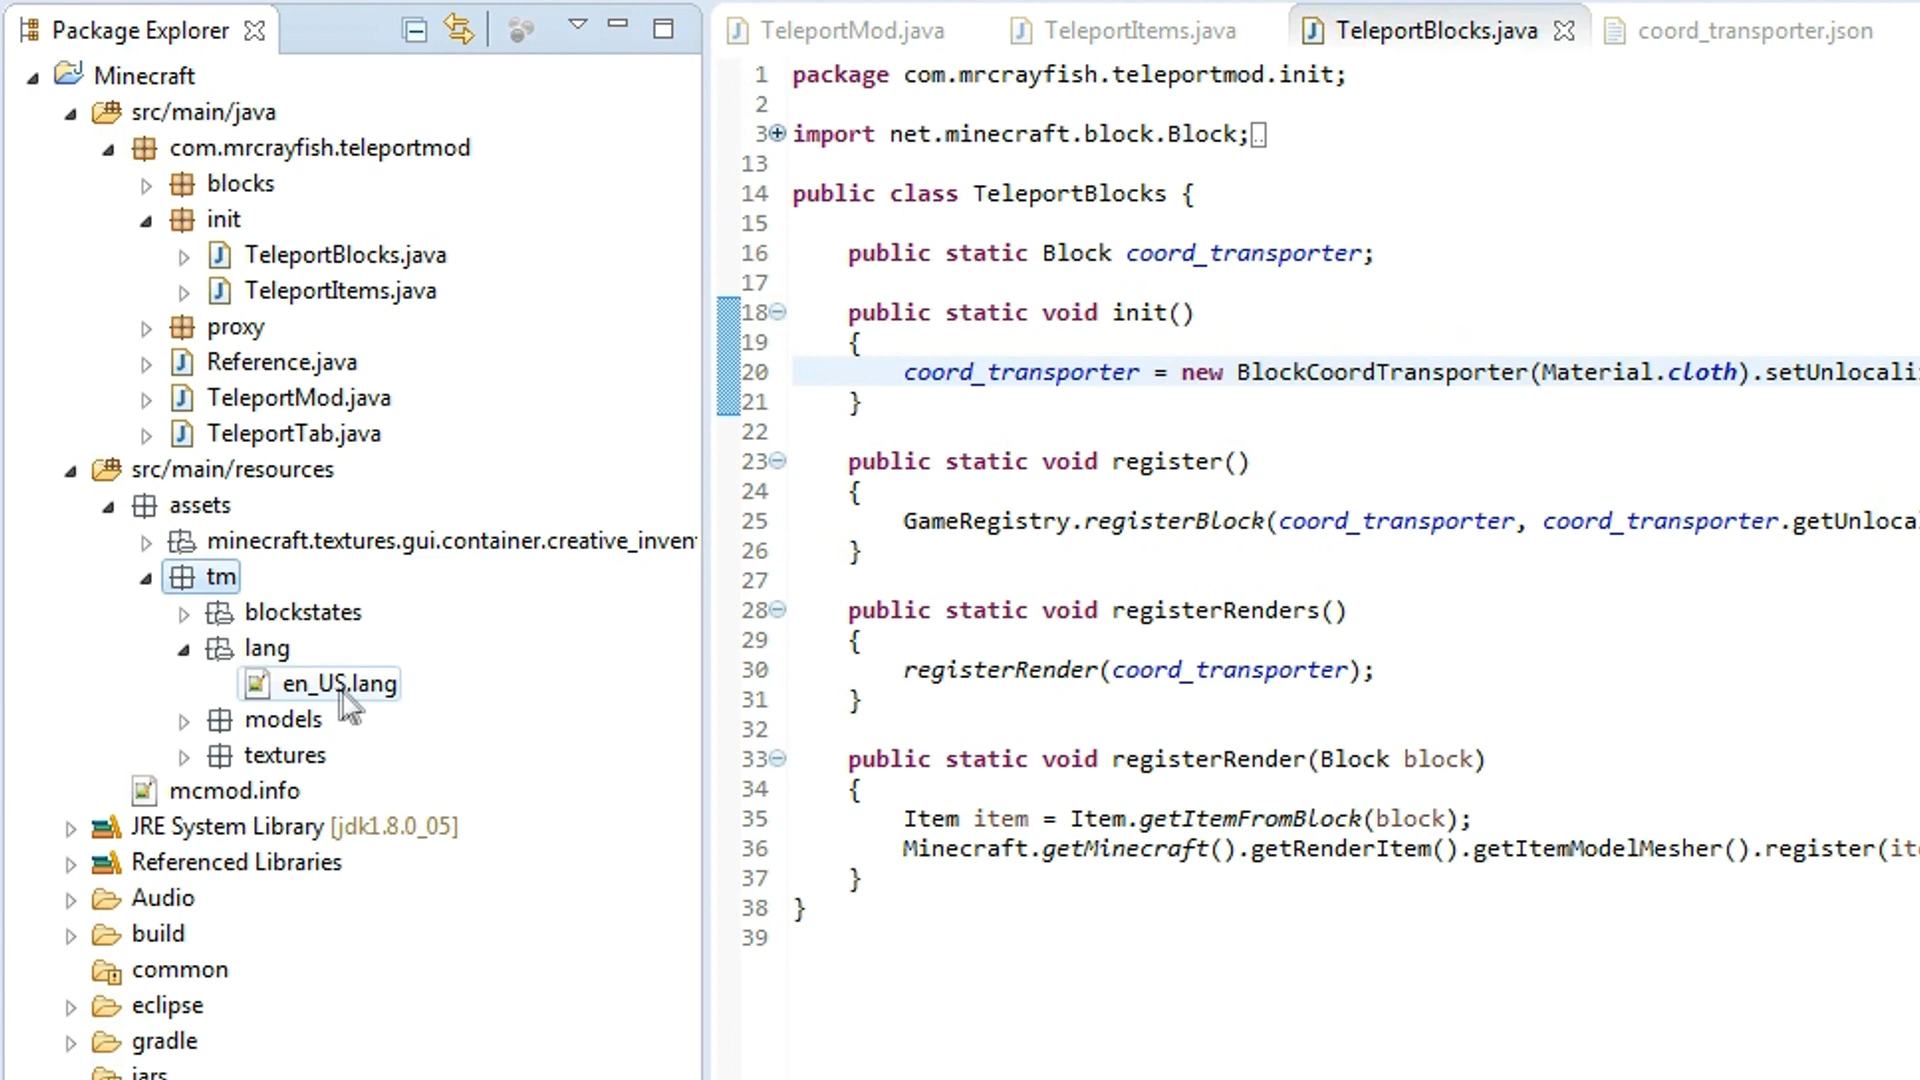 Package Explorer
Minecraft
src/main/java
com.mrcrayfish.teleportmod
blocks
init
TeleportBlocks.java
TeleportItems.java
proxy
Reference.java
TeleportMod.java
TeleportTab.java
src/main/resources
assets
minecraft.textures.gui.container.creative_inven
tm
blockstates
lang
en_US.lang
models
textures
mcmod.info
JRE System Library [jdk1.8.0_05]
Referenced Libraries
Audio
build
common
eclipse
gradle
jars
TeleportMod.java TeleportItems.java TeleportBlocks.java coord_transporter.json
1 package com.mrcrayfish.teleportmod.init;
2
3 import net.minecraft.block.Block;
13
14 public class TeleportBlocks {
15
16 public static Block coord_transporter;
17
18 public static void init()
19 {
20 coord_transporter = new BlockCoordTransporter(Material.cloth).setUnlocali
21 }
22
23 public static void register()
24 {
25 GameRegistry.registerBlock(coord_transporter, coord_transporter.getUnloca
26 }
27
28 public static void registerRenders()
29 {
30 registerRender(coord_transporter);
31 }
32
33 public static void registerRender(Block block)
34 {
35 Item item = Item.getItemFromBlock(block);
36 Minecraft.getMinecraft().getRenderItem().getItemModelMesher().register(it
37 }
38 }
39